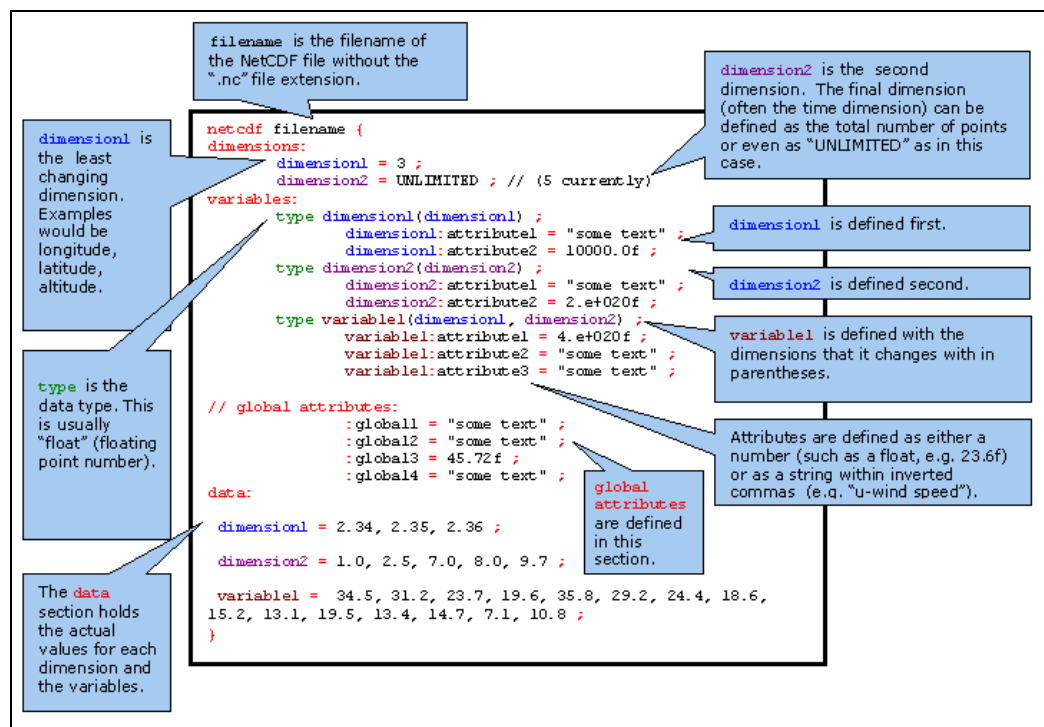 filename is the filename of
the NetCDF file without the
“.nc” file extension.
dimension2 is the second
dimension. The final dimension
(often the time dimension) can be
defined as the total number of points
or even as “UNLIMITED” as in this
case.
dimension1 is
the least
changing
dimension.
Examples
would be
longitude,
latitude,
altitude.
netcdf filename {
dimensions:
dimension1 = 3 ;
dimension2 = UNLIMITED ; // (5 currently)
variables:
type dimension1(dimension1) ;
dimension1:attribute1 = "some text" ;
dimension1:attribute2 = 10000.0f ;
type dimension2(dimension2) ;
dimension2:attribute1 = "some text" ;
dimension2:attribute2 = 2.e+020f ;
type variable1(dimension1, dimension2) ;
variable1:attribute1 = 4.e+020f ;
variable1:attribute2 = "some text" ;
variable1:attribute3 = "some text" ;
// global attributes:
:global1 = "some text" ;
:global2 = "some text" ;
:global3 = 45.72f ;
:global4 = "some text" ;
data:
dimension1 = 2.34, 2.35, 2.36 ;
dimension2 = 1.0, 2.5, 7.0, 8.0, 9.7 ;
variable1 = 34.5, 31.2, 23.7, 19.6, 35.8, 29.2, 24.4, 18.6,
15.2, 13.1, 19.5, 13.4, 14.7, 7.1, 10.8 ;
}
dimension1 is defined first.
dimension2 is defined second.
variable1 is defined with the
dimensions that it changes with in
parentheses.
Attributes are defined as either a
number (such as a float, e.g. 23.6f)
or as a string within inverted
commas (e.g. “u-wind speed”).
type is the
data type. This
is usually
“float” (floating
point number).
global
attributes
are defined
in this
section.
The data
section holds
the actual
values for each
dimension and
the variables.